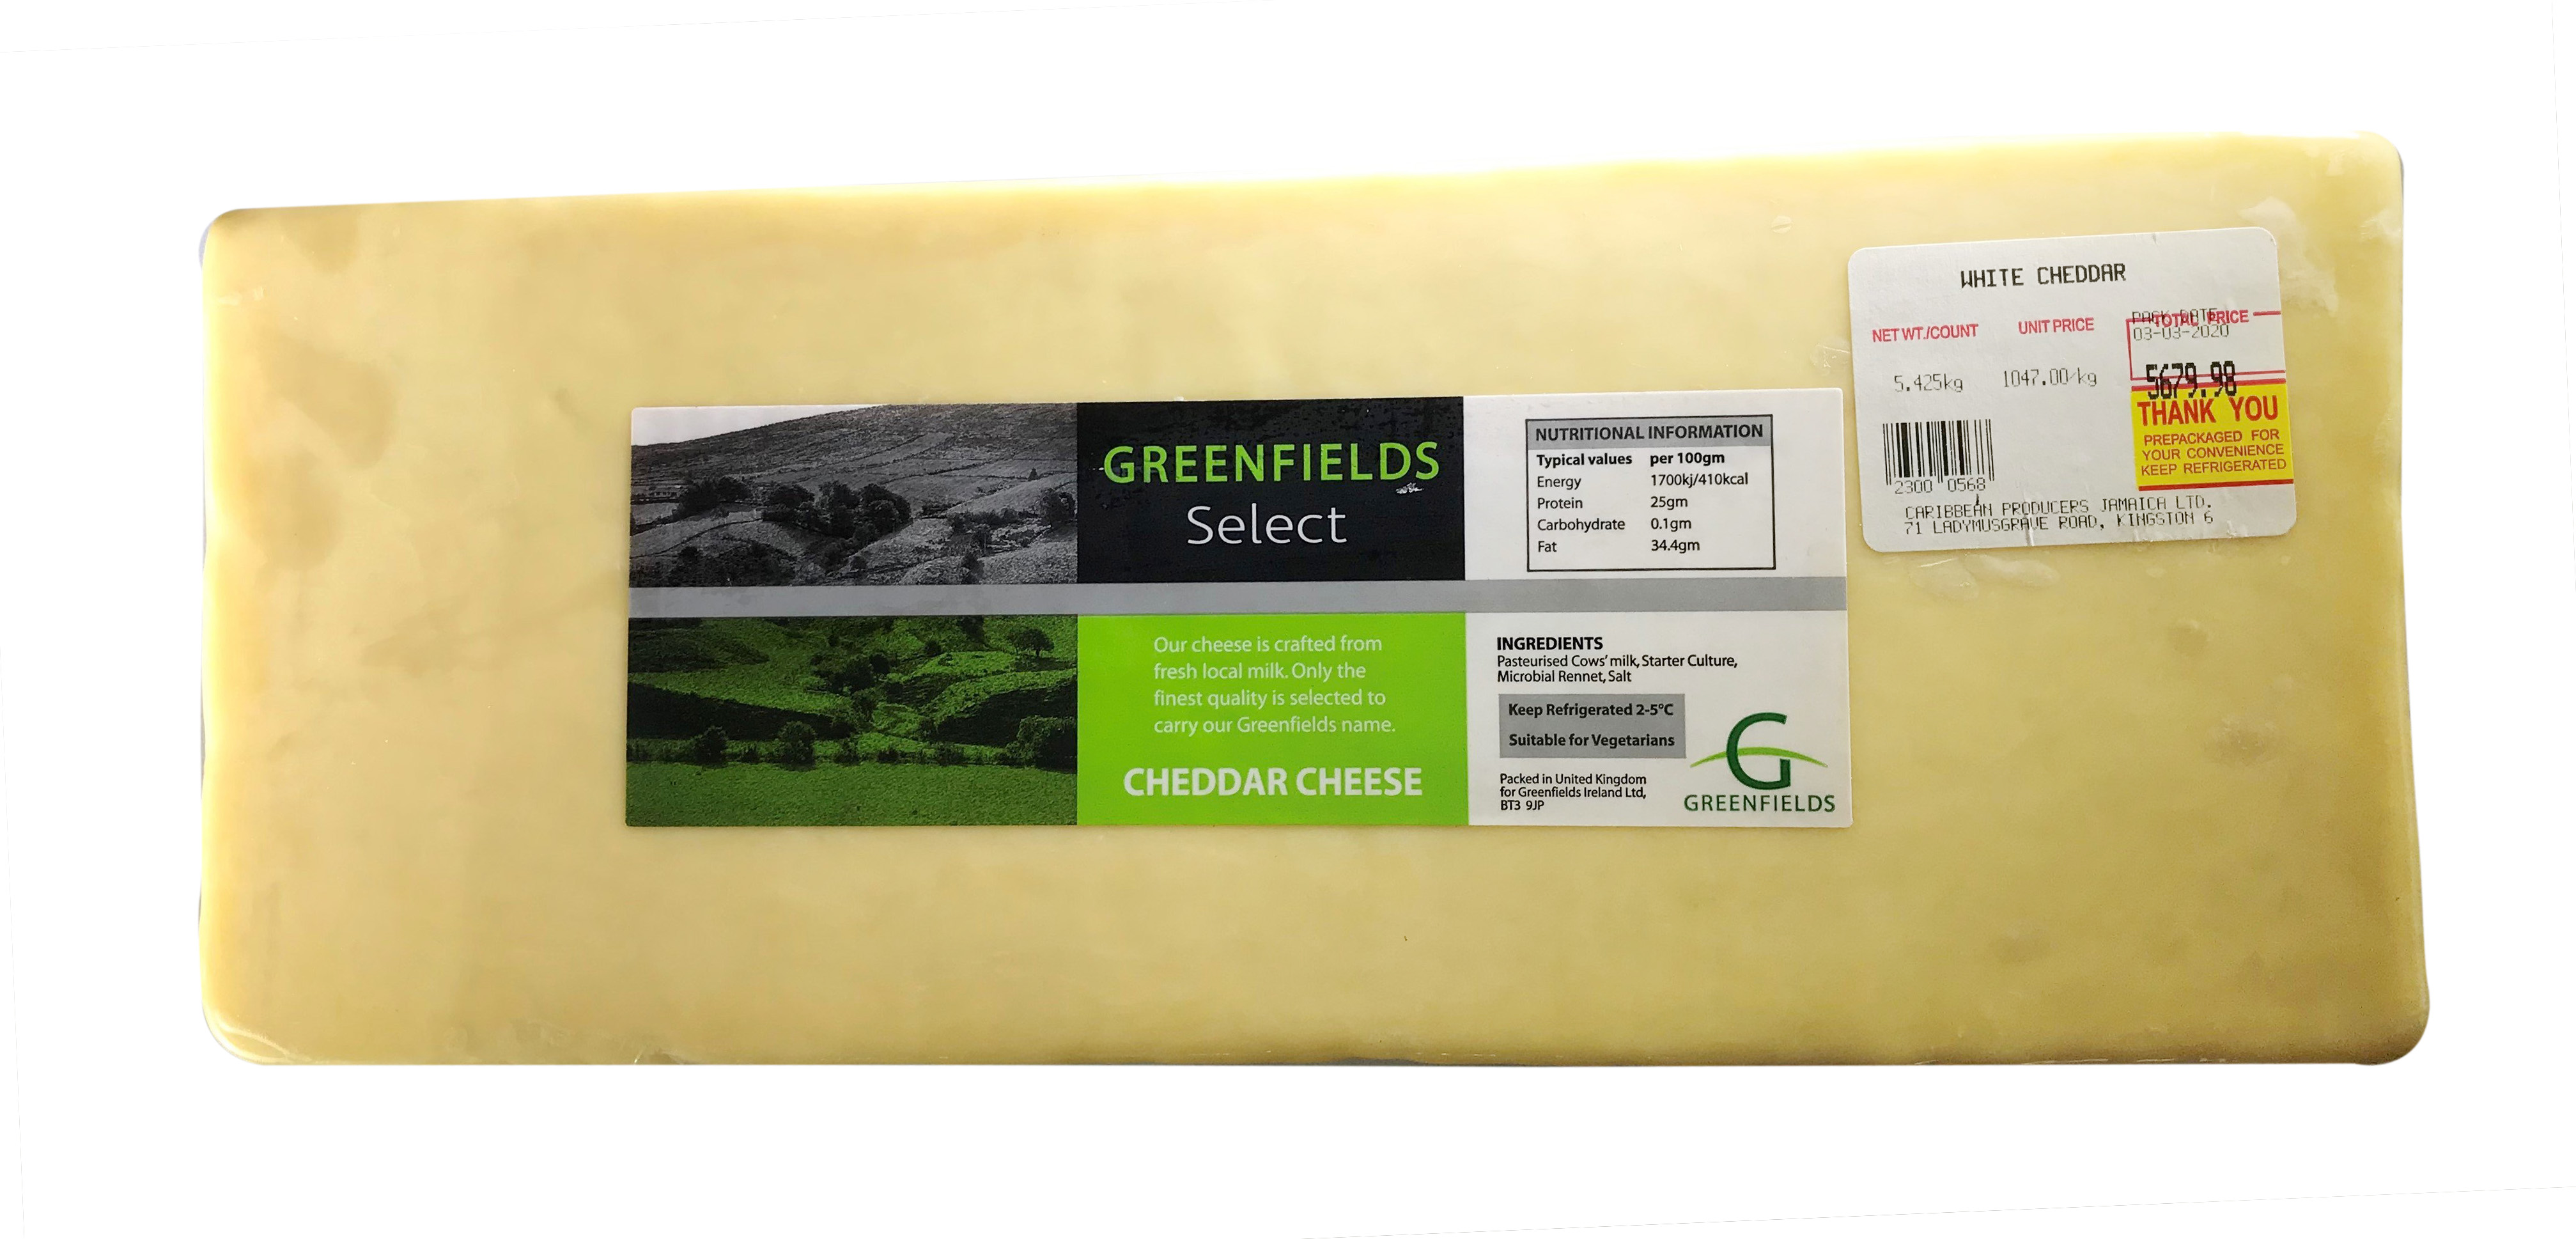 GREENFIELDS
Select
Our cheese is crafted from
fresh local milk. Only the
finest quality is selected to
carry our Greenfields name.
CHEDDAR CHEESE
NUTRITIONAL INFORMATION
Typical values per 100gm
Energy 1700kj/410kcal
Protein 25gm
Carbohydrate 0.1gm
Fat 34.4gm
INGREDIENTS
Pasteurised Cows' milk, Starter Culture,
Microbial Rennet, Salt
Keep Refrigerated 2-5°C
Suitable for Vegetarians
Packed in United Kingdom
for Greenfields Ireland Ltd,
BT3 9JP
G
GREENFIELDS
WHITE CHEDDAR
NET WT./COUNT UNIT PRICE TOTAL PRICE
PACK DATE
03-03-2020
5.425kg 1047.00/kg 5679.98
THANK YOU
PREPACKAGED FOR
YOUR CONVENIENCE
KEEP REFRIGERATED
2300 0568
CARIBBEAN PRODUCERS JAMAICA LTD.
71 LADYMUSGRAVE ROAD, KINGSTON 6